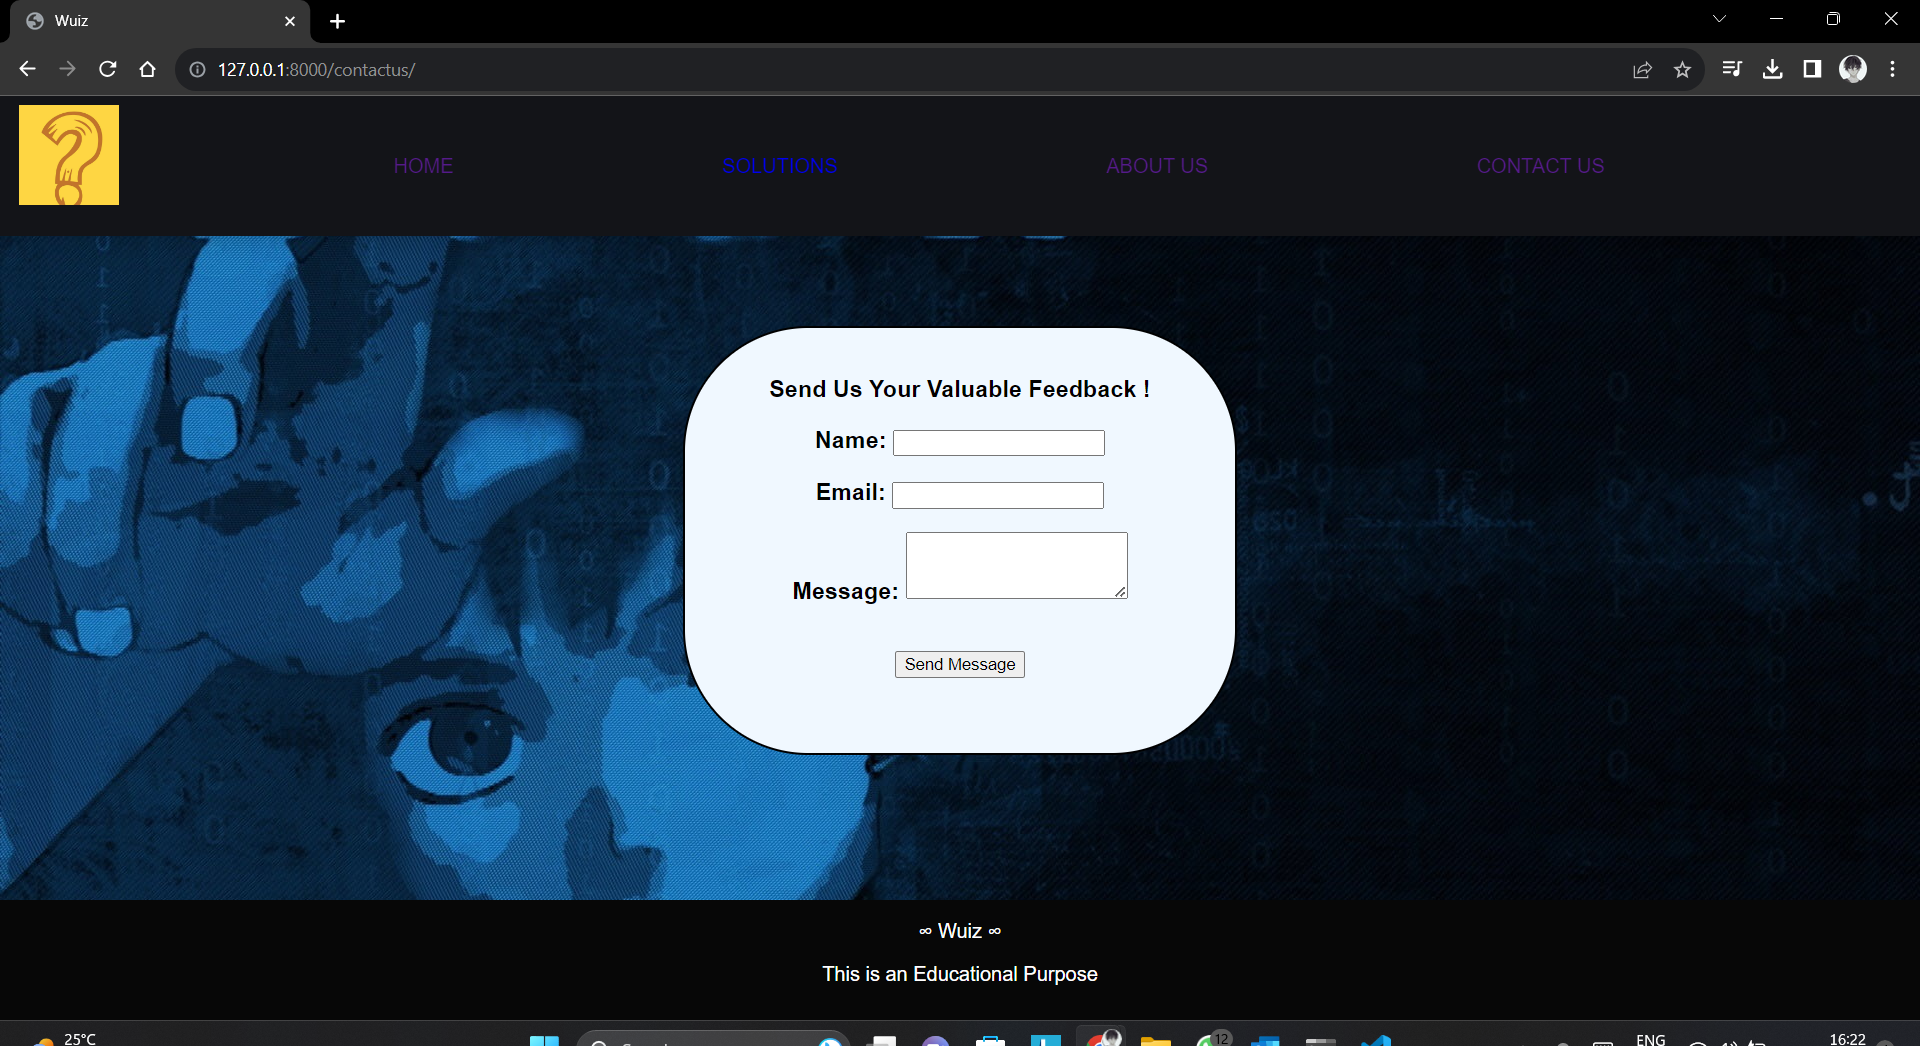 Wuiz
127.0.0.1:8000/contactus/
HOME SOLUTIONS ABOUT US CONTACT US
Send Us Your Valuable Feedback !
Name:
Email:
Message:
Send Message
∞ Wuiz ∞
This is an Educational Purpose
25°C
12
ENG
16:22